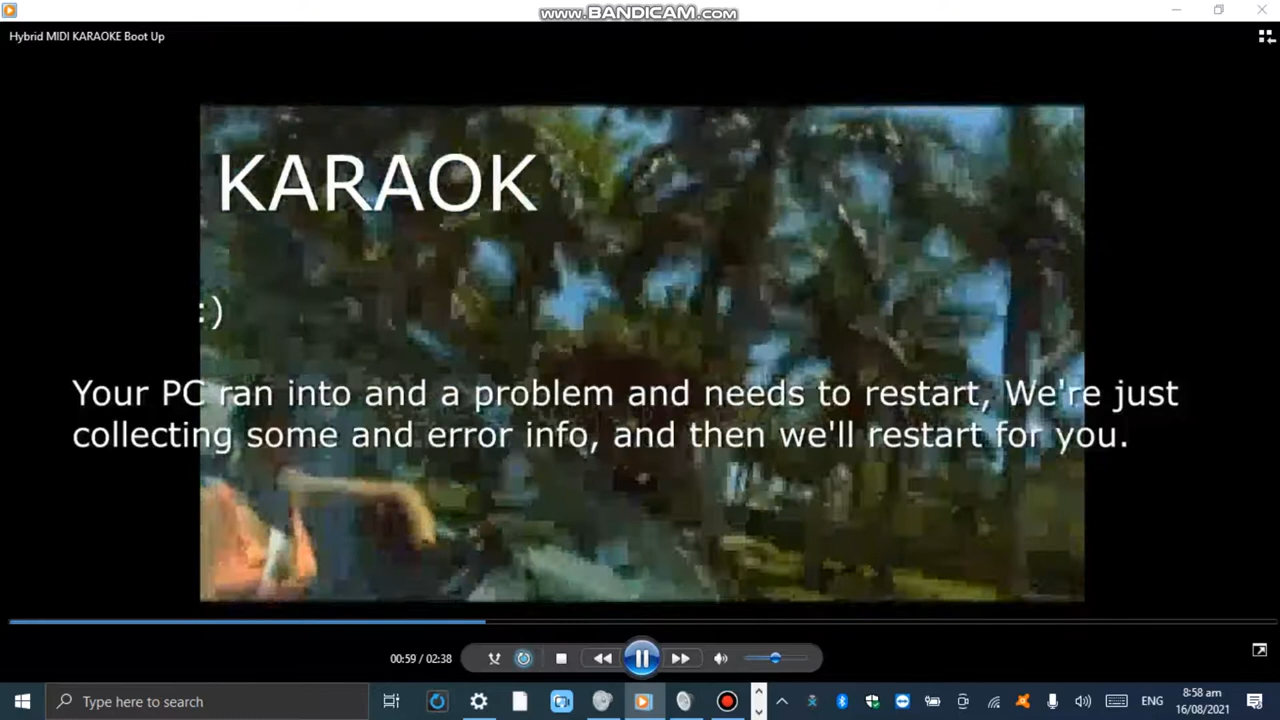 www.BANDICAM.com
Hybrid MIDI KARAOKE Boot Up
KARAOK
:)
Your PC ran into and a problem and needs to restart, We're just
collecting some and error info, and then we'll restart for you.
00:59 / 02:38
Type here to search
ENG
8:58 am
16/08/2021